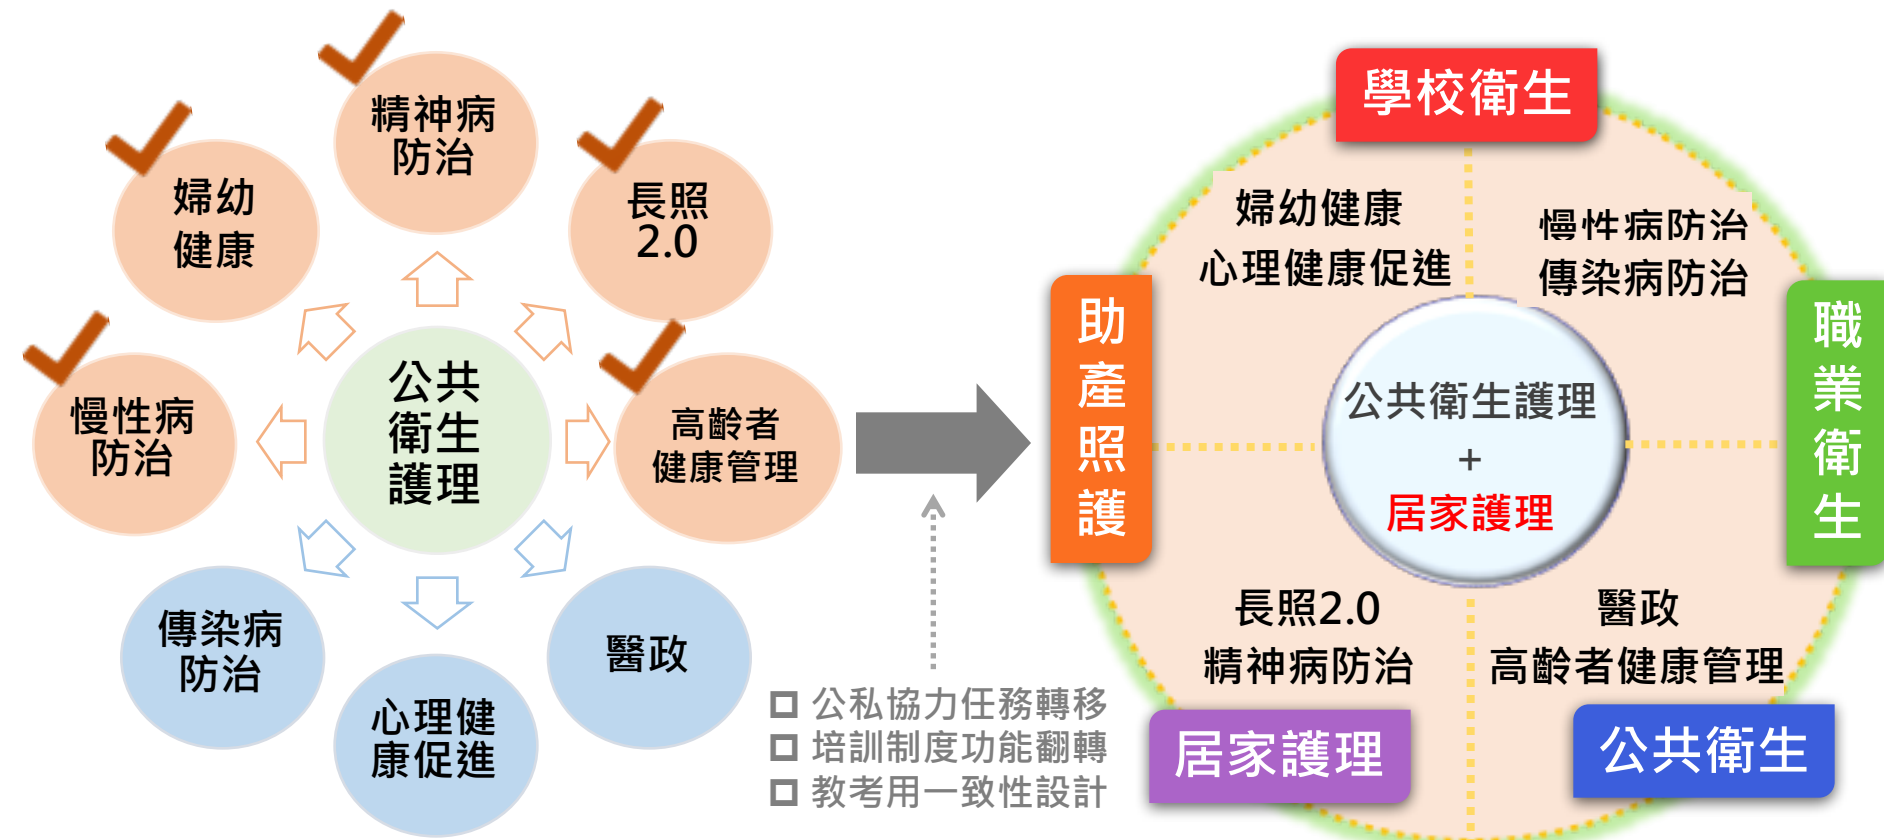 精神病
防治
婦幼
健康
長照
2.0
慢性病
防治
公共
衛生
護理
高齡者
健康管理
傳染病
防治
心理健
康促進
醫政
公私協力任務轉移
培訓制度功能翻轉
教考用一致性設計
學校衛生
婦幼健康
心理健康促進
慢性病防治
傳染病防治
助產照護
職業衛生
公共衛生護理
+
居家護理
長照2.0
精神病防治
醫政
高齡者健康管理
居家護理
公共衛生